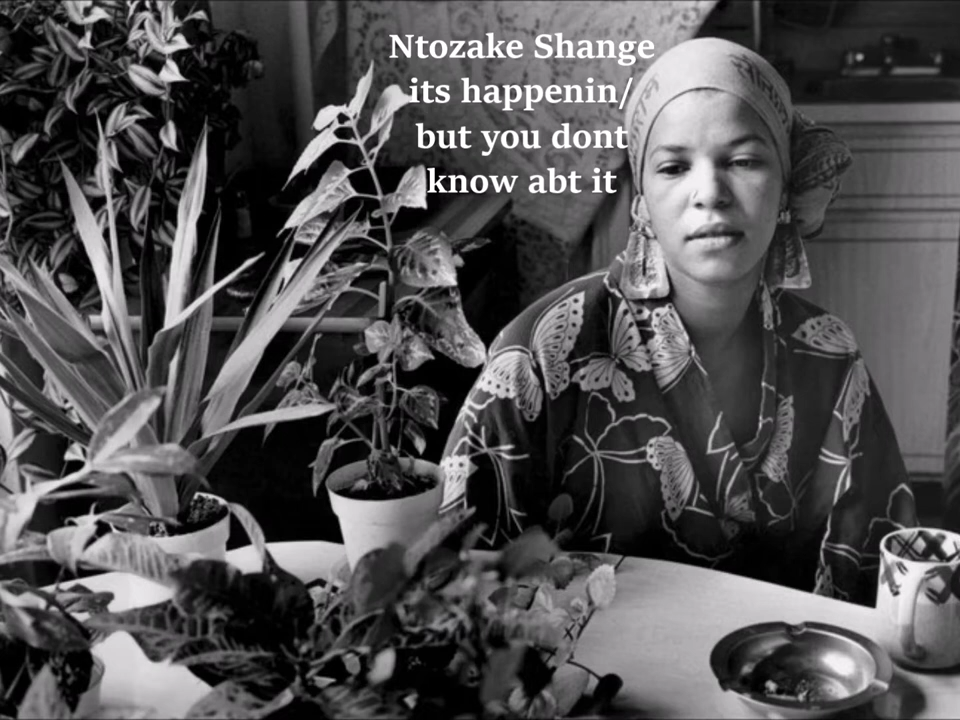 Ntozake Shange
its happenin/
but you dont
know abt it